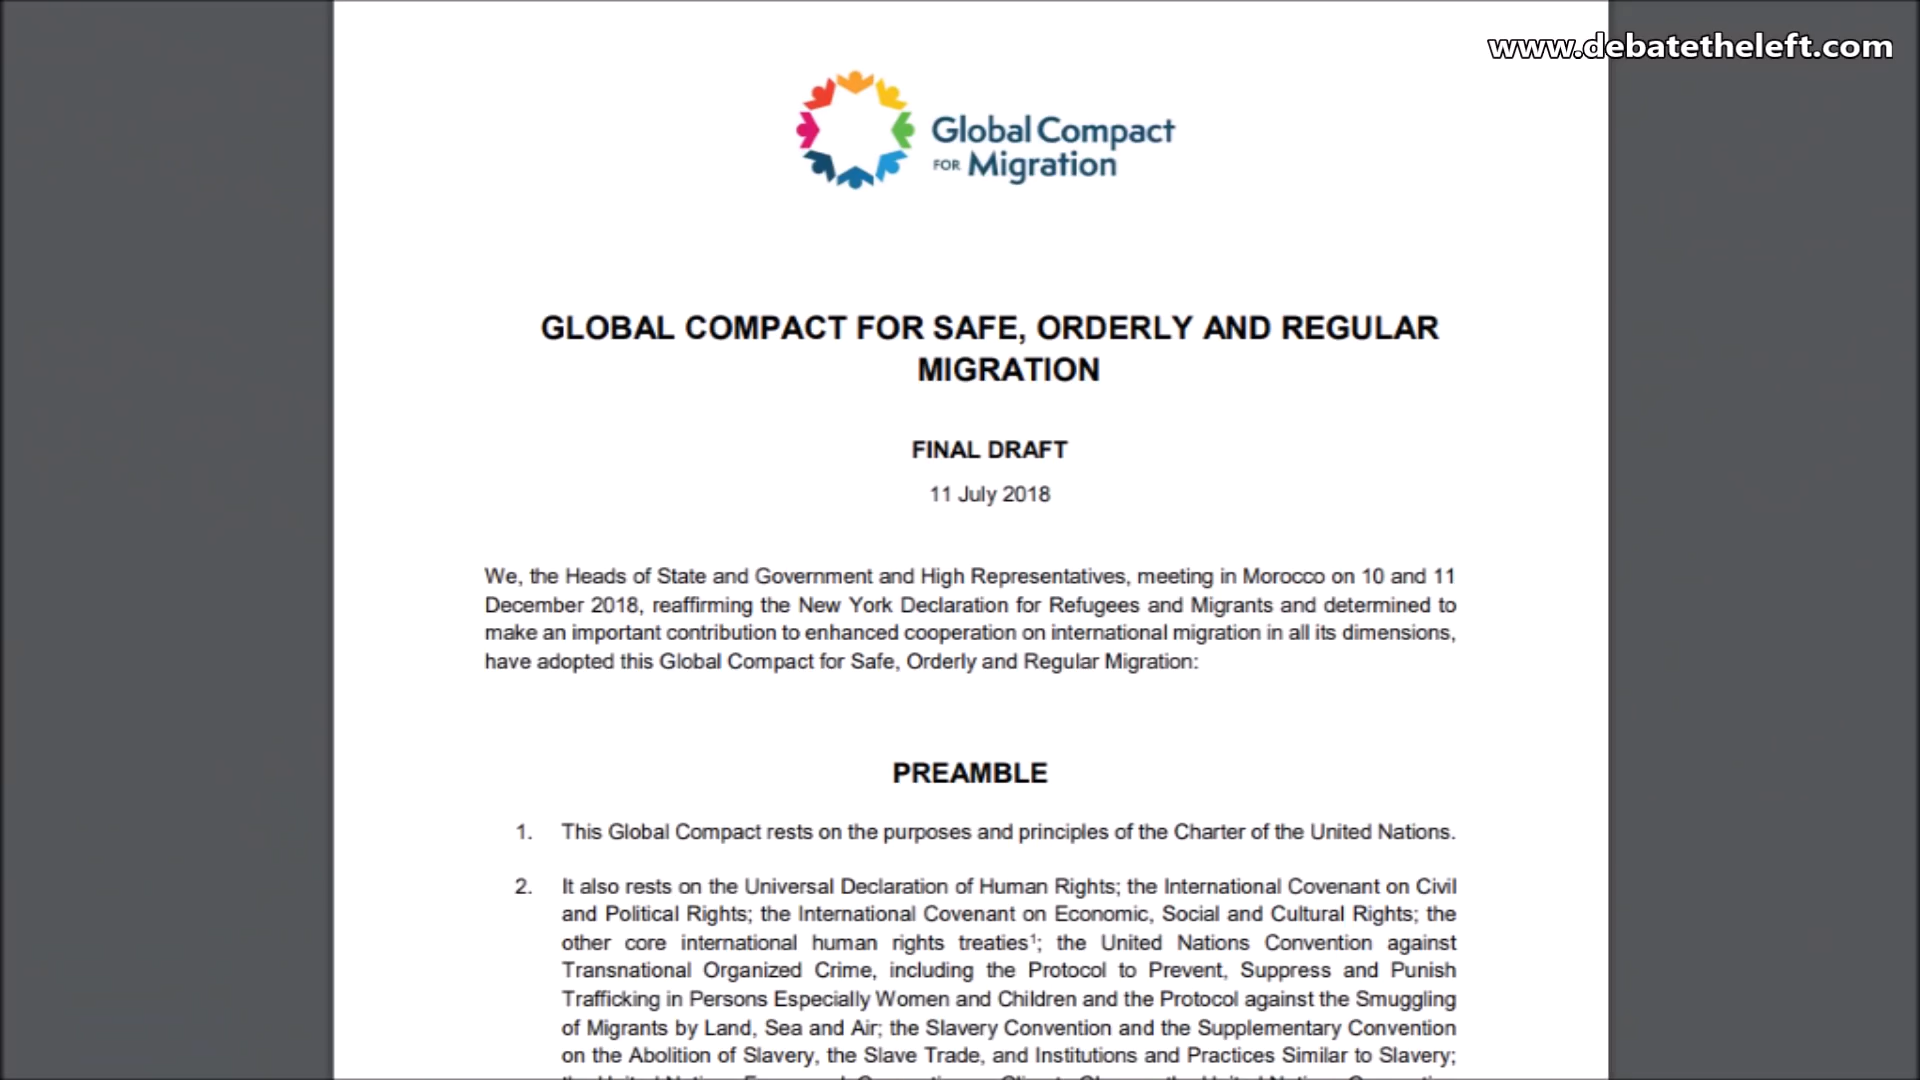 www.debatetheleft.com
Global Compact
FOR Migration
GLOBAL COMPACT FOR SAFE, ORDERLY AND REGULAR
MIGRATION
FINAL DRAFT
11 July 2018
We, the Heads of State and Government and High Representatives, meeting in Morocco on 10 and 11
December 2018, reaffirming the New York Declaration for Refugees and Migrants and determined to
make an important contribution to enhanced cooperation on international migration in all its dimensions,
have adopted this Global Compact for Safe, Orderly and Regular Migration:
PREAMBLE
1. This Global Compact rests on the purposes and principles of the Charter of the United Nations.
2. It also rests on the Universal Declaration of Human Rights; the International Covenant on Civil
and Political Rights; the International Covenant on Economic, Social and Cultural Rights; the
other core international human rights treaties¹; the United Nations Convention against
Transnational Organized Crime, including the Protocol to Prevent, Suppress and Punish
Trafficking in Persons Especially Women and Children and the Protocol against the Smuggling
of Migrants by Land, Sea and Air; the Slavery Convention and the Supplementary Convention
on the Abolition of Slavery, the Slave Trade, and Institutions and Practices Similar to Slavery;